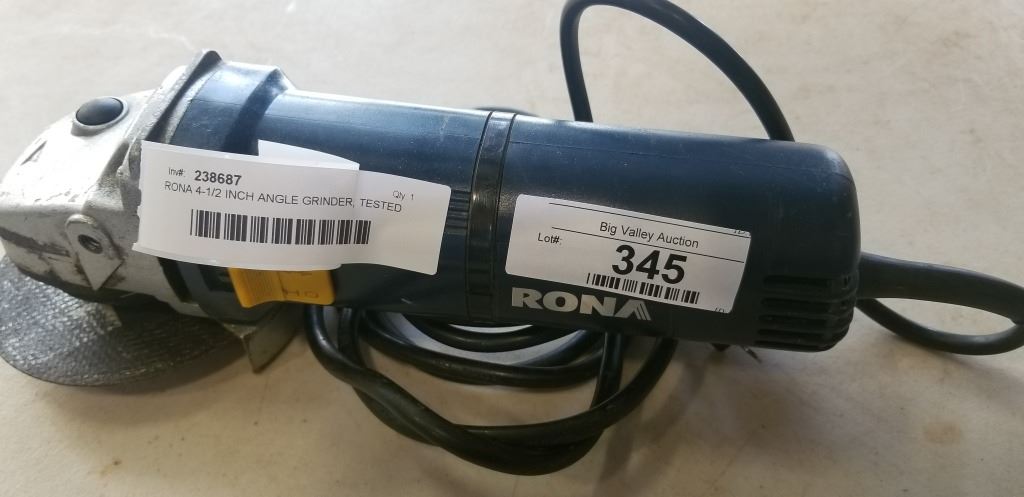 Inv#: 238687
Qty 1
RONA 4-1/2 INCH ANGLE GRINDER, TESTED
Big Valley Auction
Lot#:
345
RONA